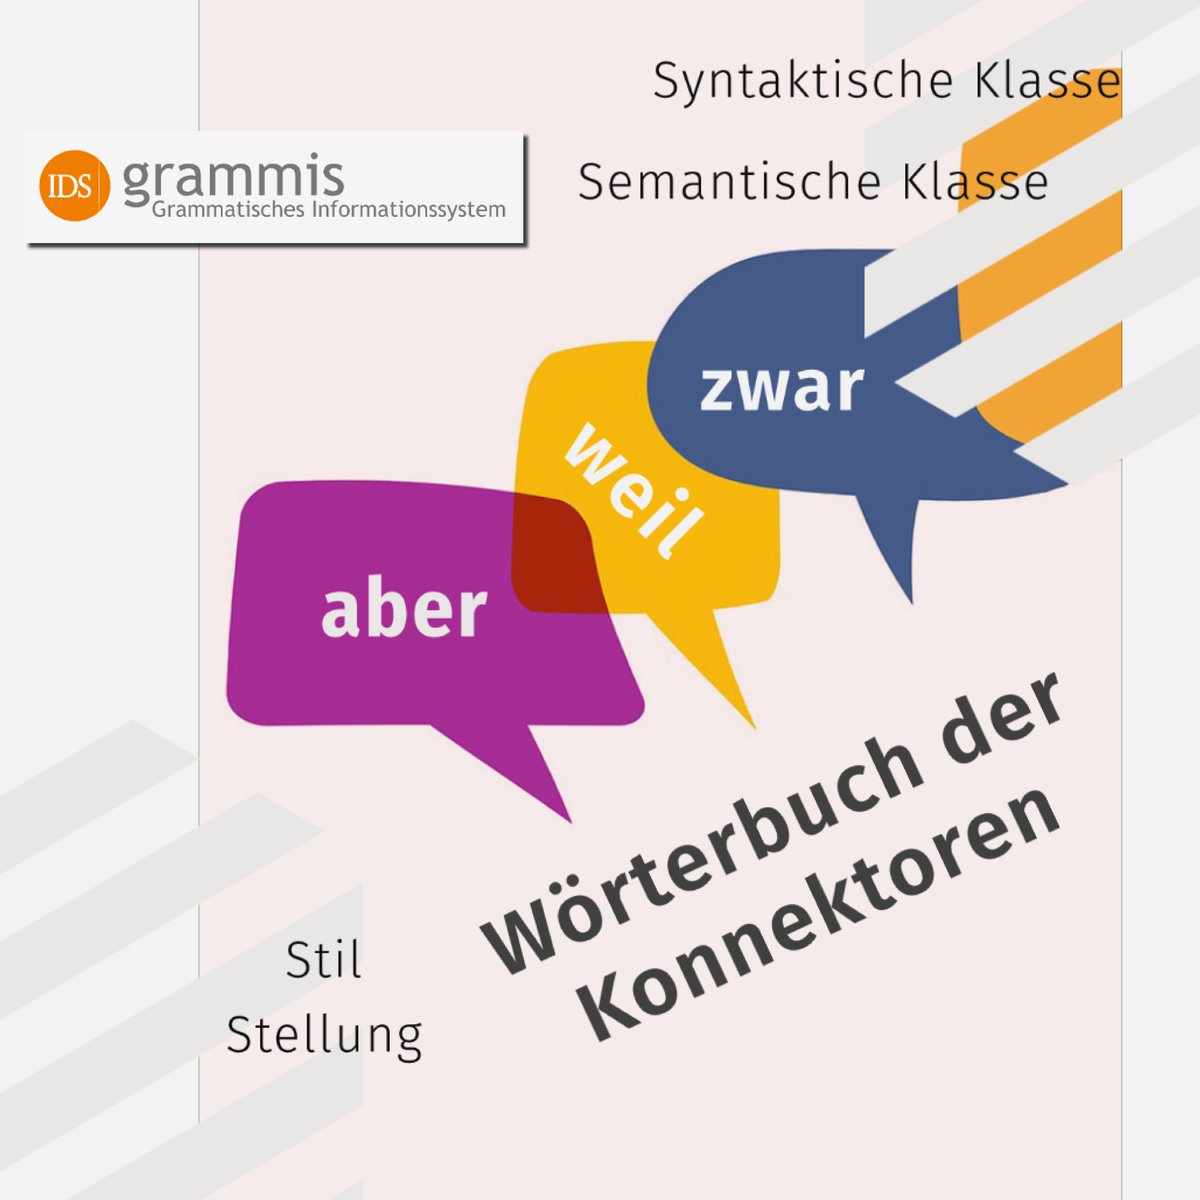 Syntaktische Klasse
Semantische Klasse
IDS
grammis
Grammatisches Informationssystem
zwar
weil
aber
Wörterbuch der
Konnektoren
Stil
Stellung